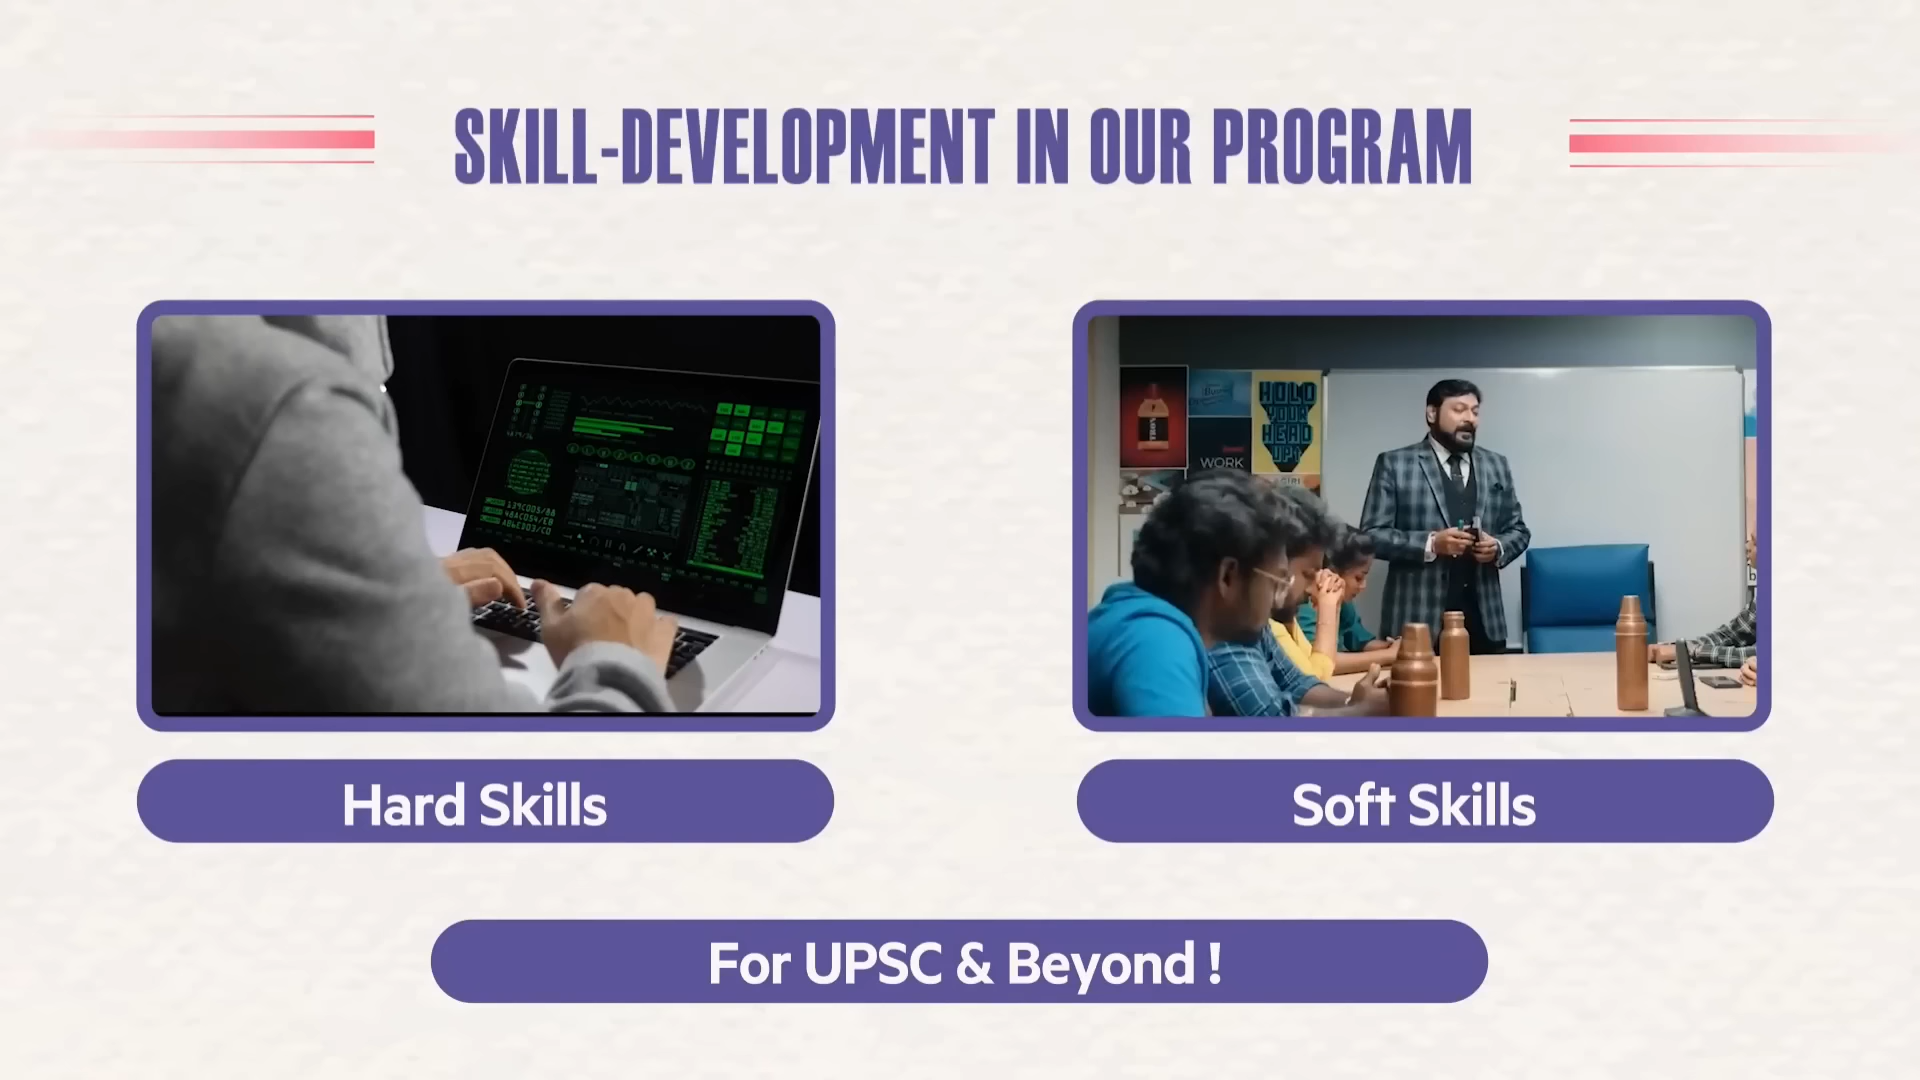 SKILL-DEVELOPMENT IN OUR PROGRAM
HOLD
YOUR
HEAD
UP!
WORK
Hard Skills
Soft Skills
For UPSC & Beyond !